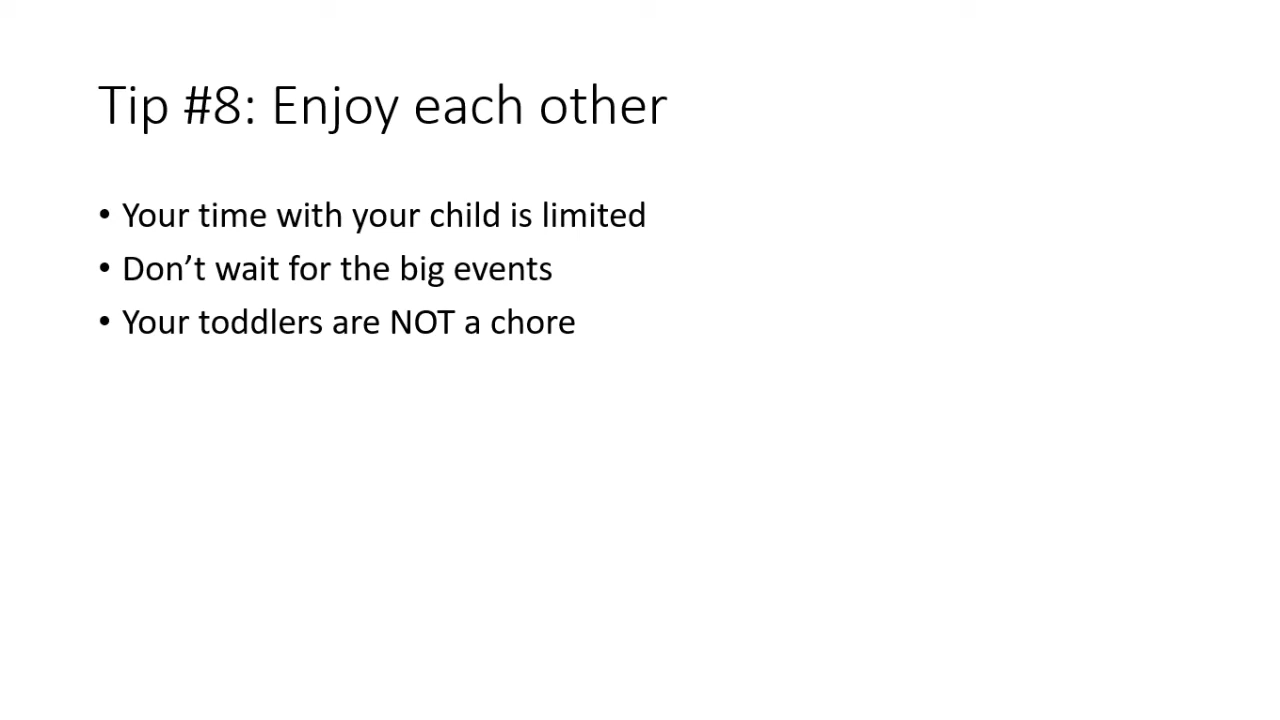 Tip #8: Enjoy each other
• Your time with your child is limited
• Don’t wait for the big events
• Your toddlers are NOT a chore